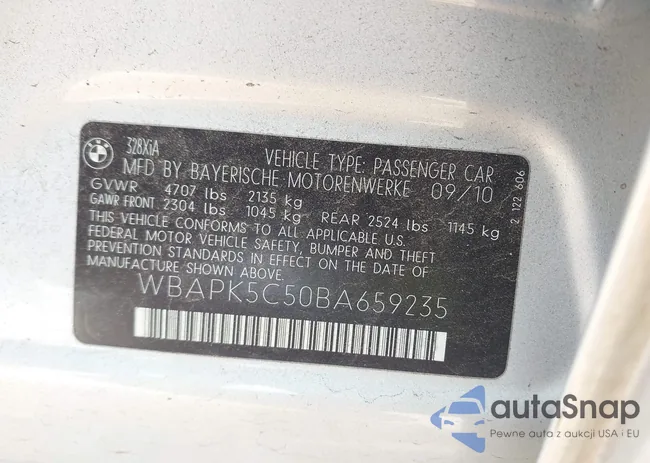 BMW
328XiA
VEHICLE TYPE: PASSENGER CAR
MFD BY BAYERISCHE MOTORENWERKE 09/10
GVWR 4707 lbs 2135 kg
GAWR FRONT 2304 lbs 1045 kg REAR 2524 lbs 1145 kg
THIS VEHICLE CONFORMS TO ALL APPLICABLE U.S.
FEDERAL MOTOR VEHICLE SAFETY, BUMPER AND THEFT
PREVENTION STANDARDS IN EFFECT ON THE DATE OF
MANUFACTURE SHOWN ABOVE.
WBAPK5C50BA659235
2 122 606
autaSnap
Pewne auta z aukcji USA i EU